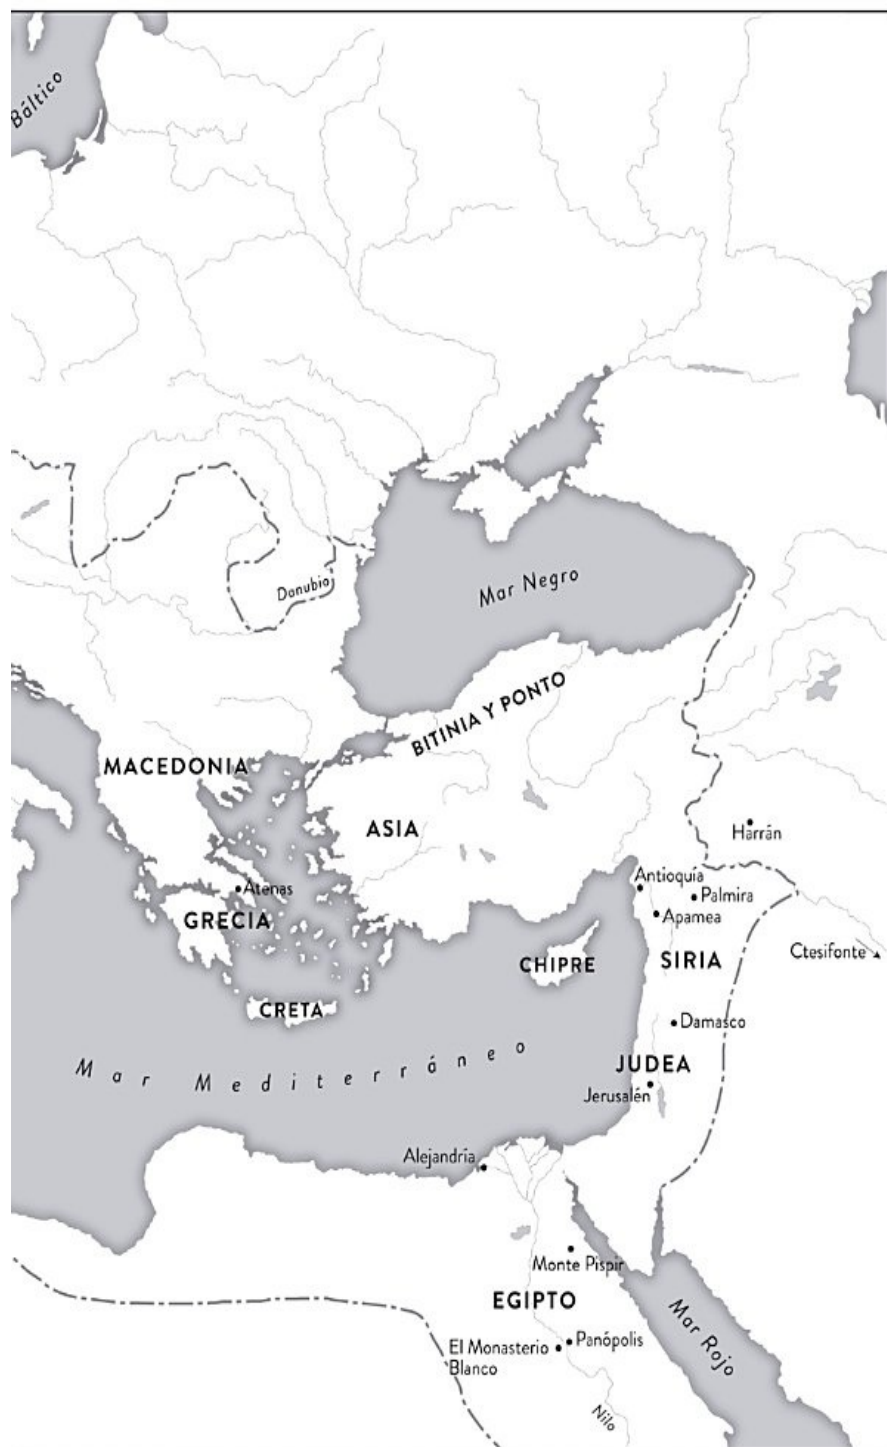 Báltico
Danubio
Mar Negro
BITINIA Y PONTO
MACEDONIA
ASIA
Harrán
Antioquia
Palmira
Atenas
Apamea
GRECIA
CHIPRE
SIRIA
Ctesifonte
CRETA
Damasco
Mar Mediterráneo
JUDEA
Jerusalén
Alejandría
Monte Pispir
EGIPTO
Mar Rojo
El Monasterio
Blanco
Panópolis
Nilo